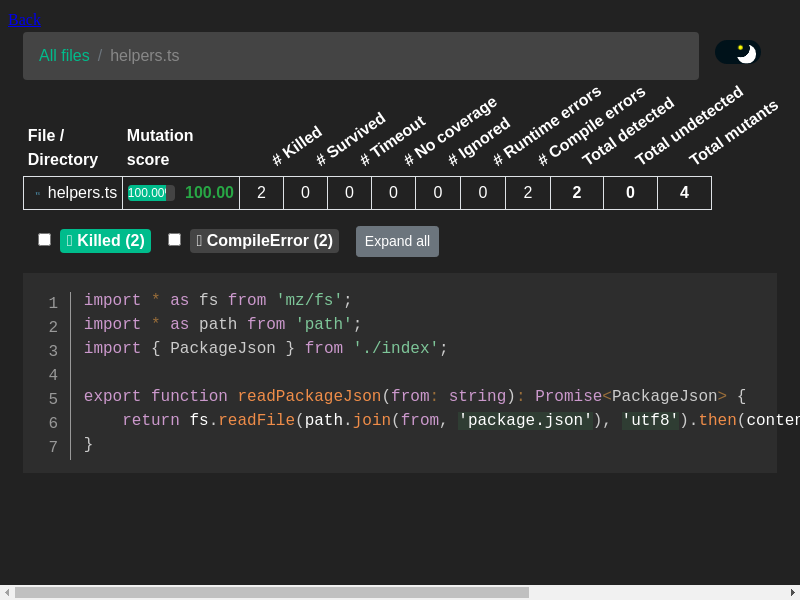 Back
All files / helpers.ts
File / Directory
Mutation score
# Killed
# Survived
# Timeout
# No coverage
# Ignored
# Runtime errors
# Compile errors
Total detected
Total undetected
Total mutants
helpers.ts 100.00 100.00 2 0 0 0 0 0 2 2 0 4
Killed (2) CompileError (2) Expand all
1 import * as fs from 'mz/fs';
2 import * as path from 'path';
3 import { PackageJson } from './index';
4
5 export function readPackageJson(from: string): Promise<PackageJson> {
6 return fs.readFile(path.join(from, 'package.json'), 'utf8').then(conten
7 }